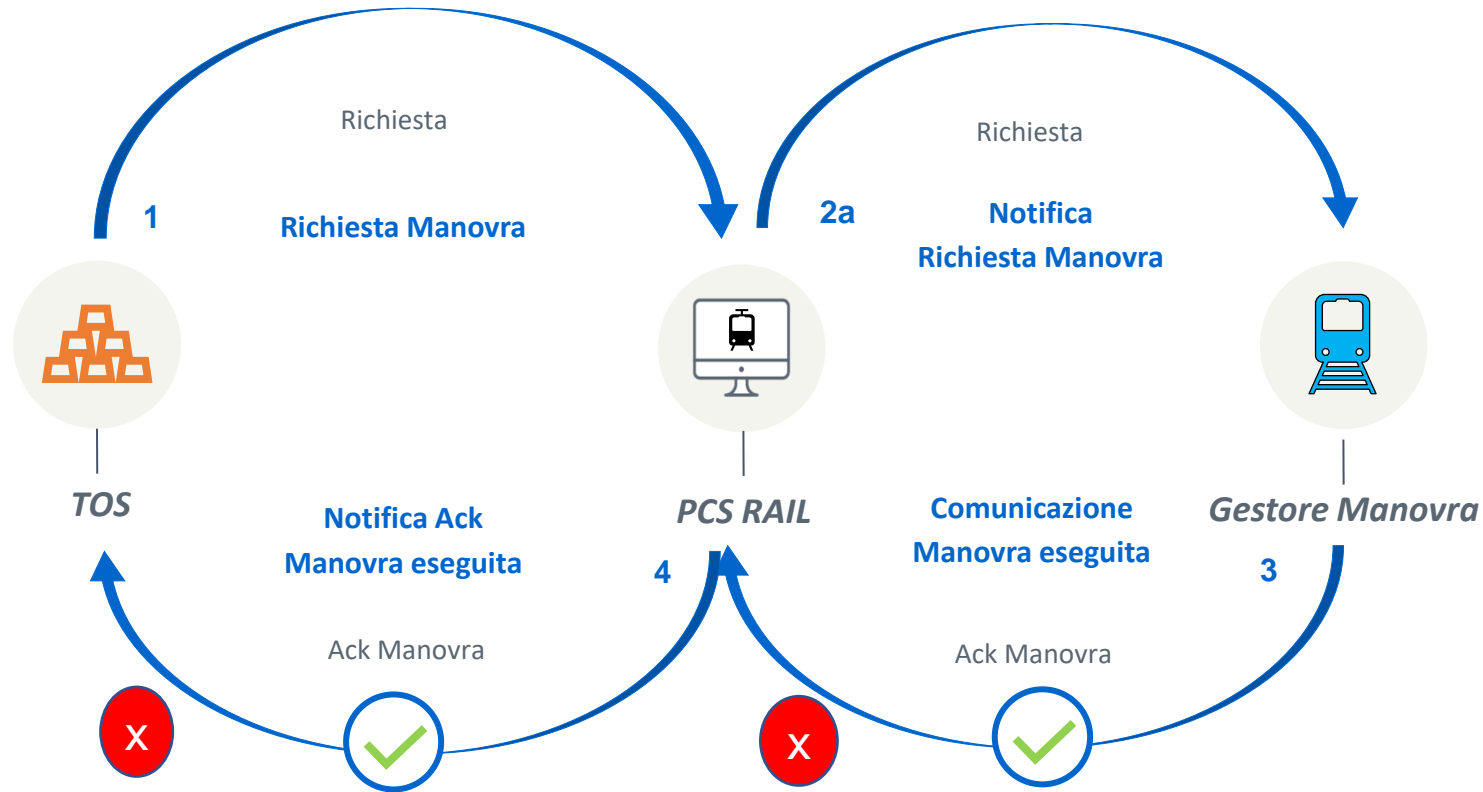 Richiesta
Richiesta
1
Richiesta Manovra
2a
Notifica
Richiesta Manovra
TOS
PCS RAIL
Gestore Manovra
Notifica Ack
Manovra eseguita
4
Comunicazione
Manovra eseguita
3
Ack Manovra
Ack Manovra
x
x